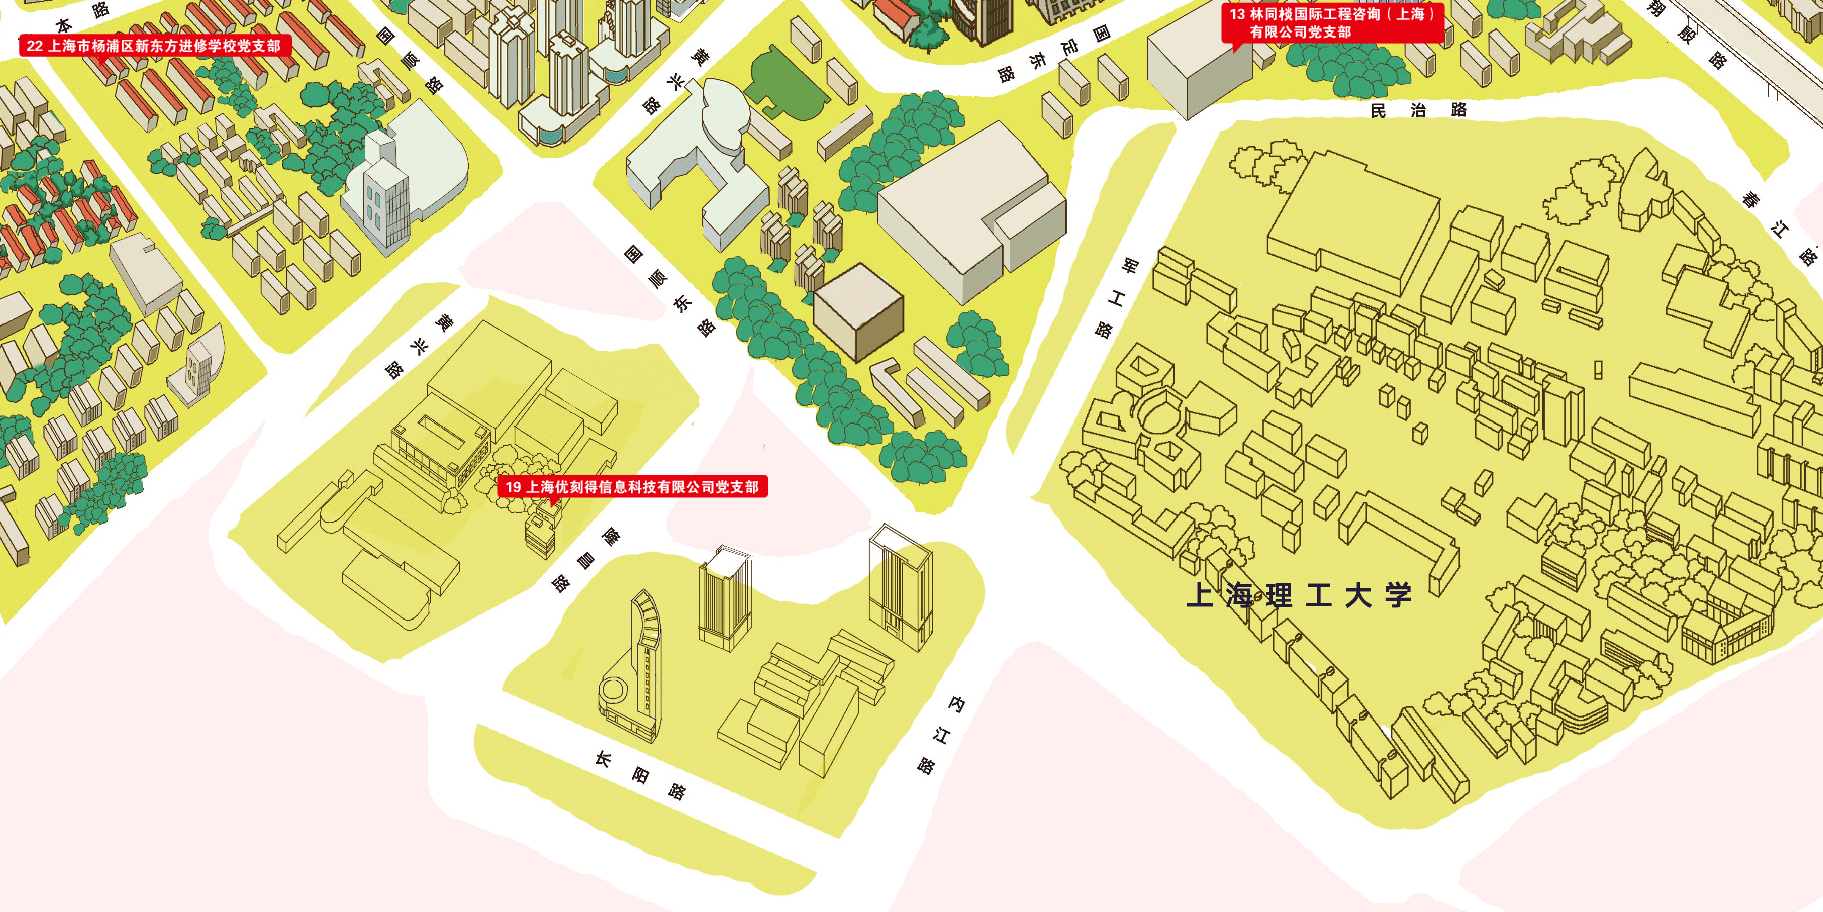 本路
22 上海市杨浦区新东方进修学校党支部
国顺路
黄兴路
国定东路
13 林同棪国际工程咨询（上海）
有限公司党支部
翔殷路
民治路
春江路
国顺东路
黄兴路
军工路
19 上海优刻得信息科技有限公司党支部
隆昌路
上海理工大学
内江路
长阳路